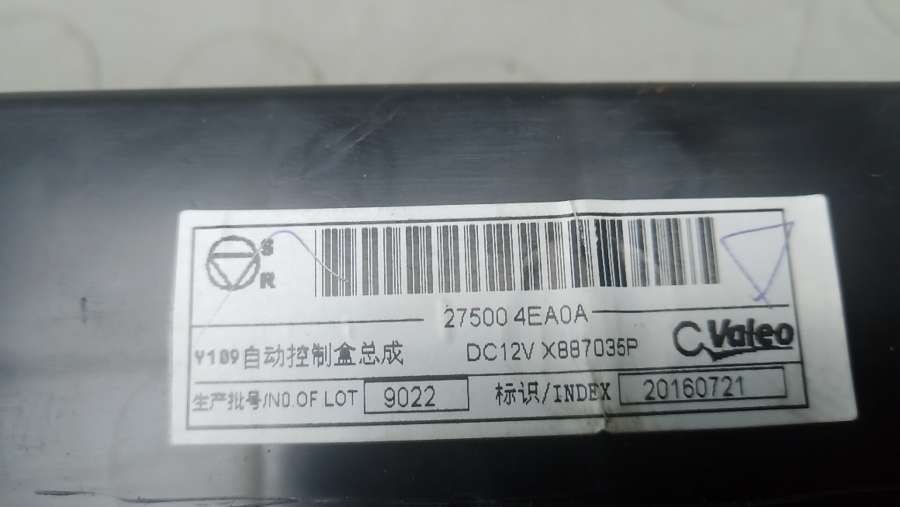 S
R
27500 4EA0A
Y109自动控制盒总成 DC12V X887035P Valeo
生产批号/NO.OF LOT 9022 标识/INDEX 20160721